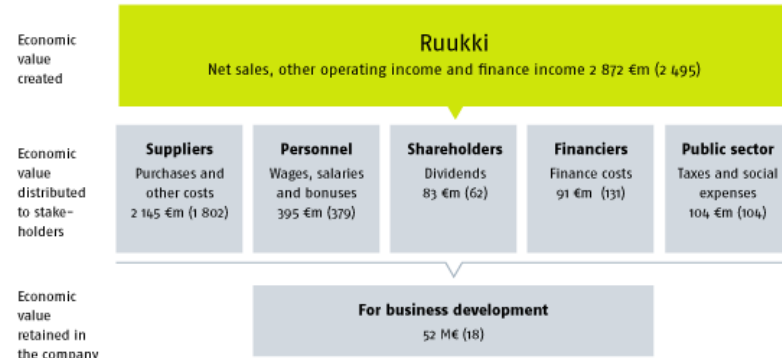 Economic
value
created
Ruukki
Net sales, other operating income and finance income 2 872 €m (2 495)
Economic
value
distributed
to stake-
holders
Suppliers
Purchases and
other costs
2 145 €m (1 802)
Personnel
Wages, salaries
and bonuses
395 €m (379)
Shareholders
Dividends
83 €m (62)
Financiers
Finance costs
91 €m (131)
Public sector
Taxes and social
expenses
104 €m (104)
Economic
value
retained in
the company
For business development
52 M€ (18)